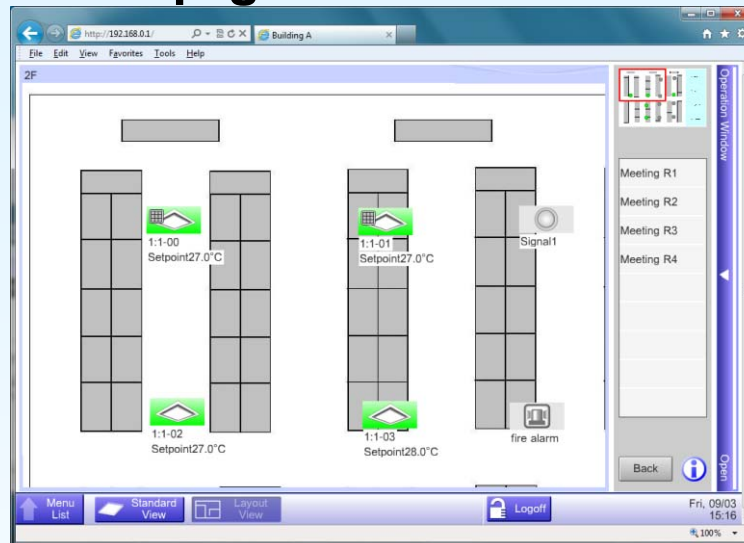 http://192.168.0.1/
Building A
File Edit View Favorites Tools Help
2F
Operation Window
1:1-00
Setpoint27.0°C
1:1-01
Setpoint27.0°C
Signal1
1:1-02
Setpoint27.0°C
1:1-03
Setpoint28.0°C
fire alarm
Meeting R1
Meeting R2
Meeting R3
Meeting R4
Back
Open
Menu List
Standard View
Layout View
Logoff
Fri, 09/03
15:16
100%